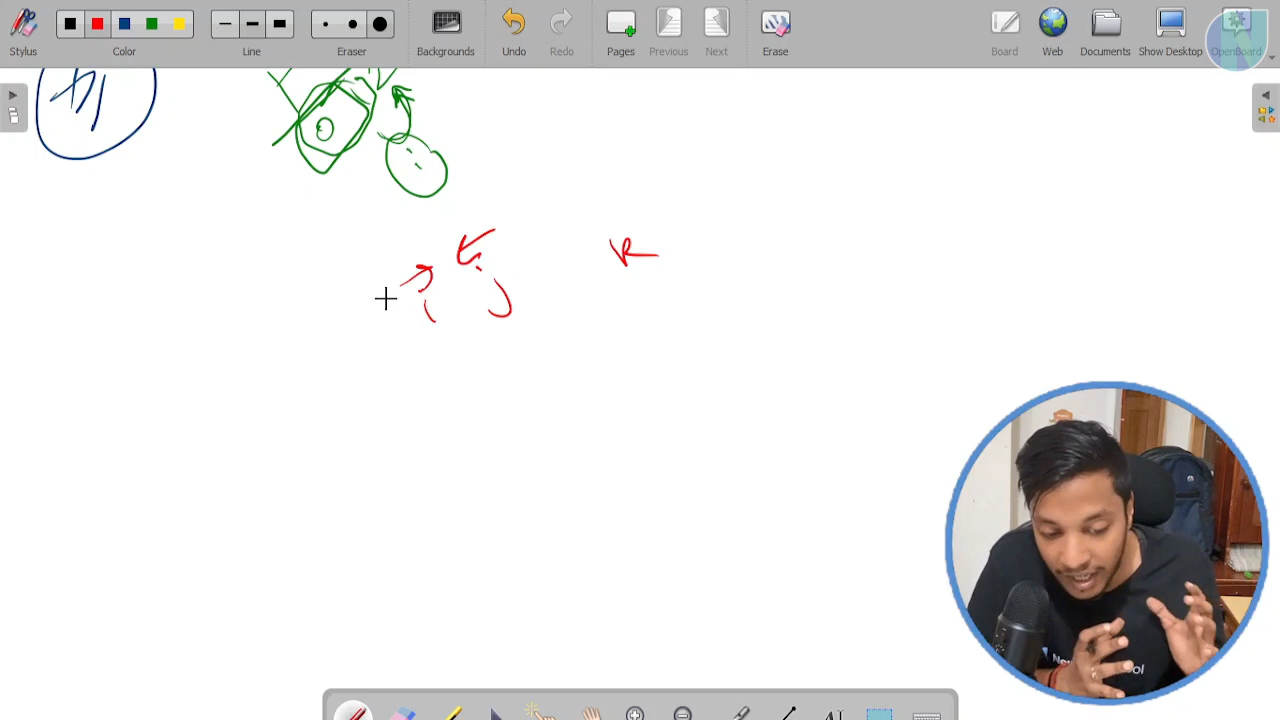 Stylus Color Line Eraser Backgrounds Undo Redo Pages Previous Next Erase Board Web Documents Show Desktop OpenBoard
i j k